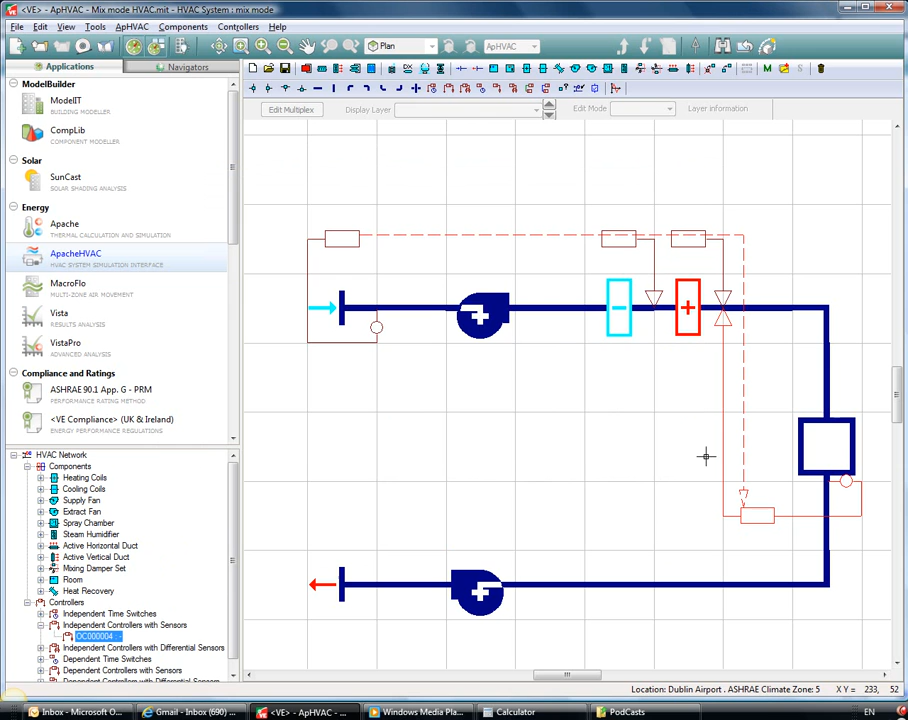 <VE> - ApHVAC - Mix mode HVAC.mit - HVAC System : mix mode
File Edit View Tools ApHVAC Components Controllers Help
Plan ApHVAC
Applications Navigators
Edit Multiplex Display Layer Edit Mode Layer information
ModelBuilder
ModelIT
BUILDING MODELLER
CompLib
COMPONENT MODELLER
Solar
SunCast
SOLAR SHADING ANALYSIS
Energy
Apache
THERMAL CALCULATION AND SIMULATION
ApacheHVAC
HVAC SYSTEM SIMULATION INTERFACE
MacroFlo
MULTI-ZONE AIR MOVEMENT
Vista
RESULTS ANALYSIS
VistaPro
ADVANCED ANALYSIS
Compliance and Ratings
ASHRAE 90.1 App. G - PRM
PERFORMANCE RATING METHOD
<VE> Compliance (UK & Ireland)
ENERGY PERFORMANCE REGULATIONS
HVAC Network
Components
Heating Coils
Cooling Coils
Supply Fan
Extract Fan
Spray Chamber
Steam Humidifier
Active Horizontal Duct
Active Vertical Duct
Mixing Damper Set
Room
Heat Recovery
Controllers
Independent Time Switches
Independent Controllers with Sensors
OC000004 : -
Independent Controllers with Differential Sensors
Dependent Time Switches
Dependent Controllers with Sensors
Location: Dublin Airport . ASHRAE Climate Zone: 5 X Y = 233, 52
Inbox - Microsoft O... Gmail - Inbox (690) ... <VE> - ApHVAC - ... Windows Media Pla... Calculator PodCasts EN